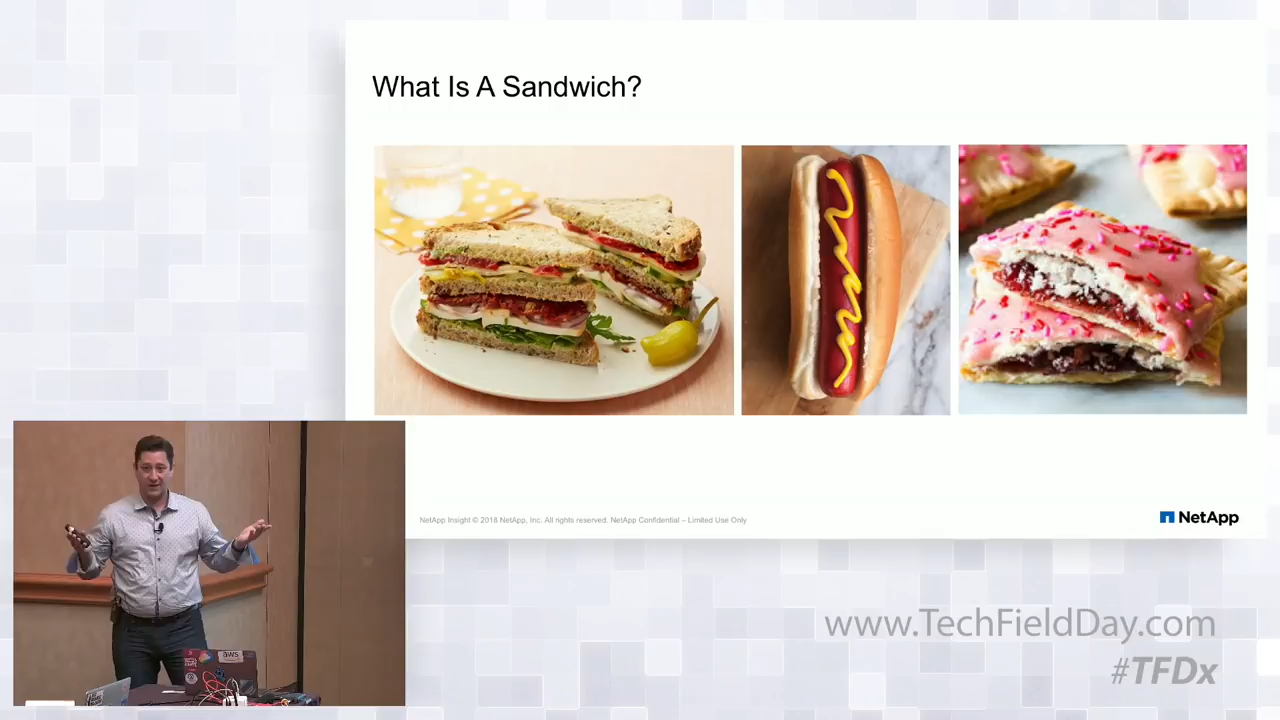 What Is A Sandwich?
NetApp Insight © 2018 NetApp, Inc. All rights reserved. NetApp Confidential – Limited Use Only
NetApp
aws
www.TechFieldDay.com
#TFDx